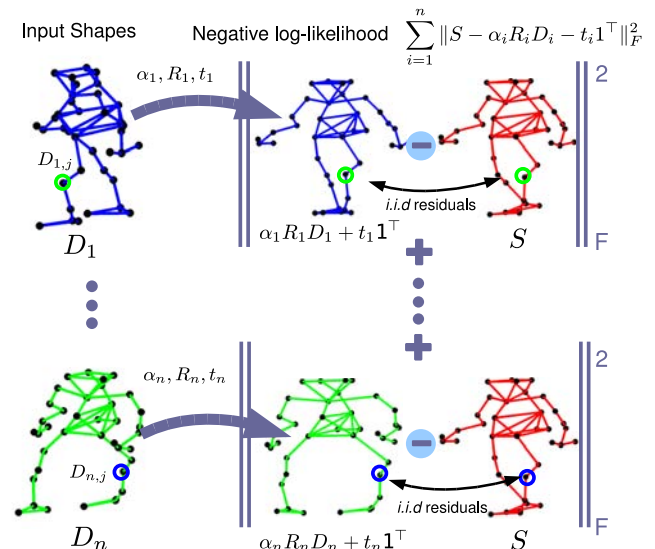 Input Shapes
Negative log-likelihood
$\sum_{i=1}^{n} \|S - \alpha_i R_i D_i - t_i 1^\top\|_F^2$
$\alpha_1, R_1, t_1$
2
$D_{1,j}$
i.i.d residuals
$D_1$
$\alpha_1 R_1 D_1 + t_1 \mathbf{1}^\top$
S
F
$\alpha_n, R_n, t_n$
2
$D_{n,j}$
i.i.d residuals
$D_n$
$\alpha_n R_n D_n + t_n \mathbf{1}^\top$
S
F